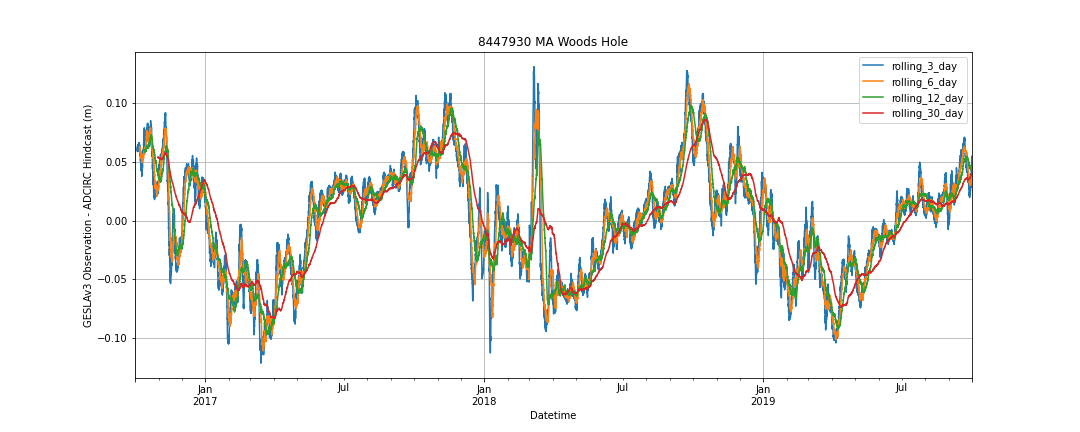 8447930 MA Woods Hole
GESLAv3 Observation - ADCIRC Hindcast (m)
0.10
0.05
0.00
−0.05
−0.10
rolling_3_day
rolling_6_day
rolling_12_day
rolling_30_day
Jan
2017
Jul
Jan
2018
Jul
Jan
2019
Jul
Datetime